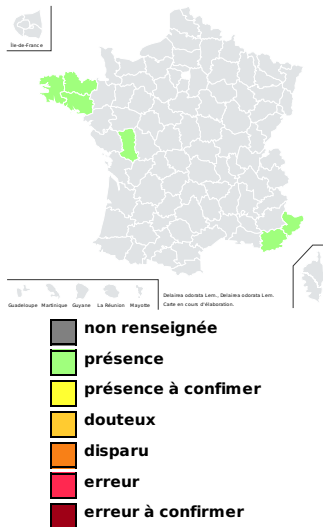 Île-de-France
Guadeloupe Martinique Guyane La Réunion Mayotte
Delairea odorata Lem., Delairea odorata Lem.
Carte en cours d'élaboration.
non renseignée
présence
présence à confimer
douteux
disparu
erreur
erreur à confirmer